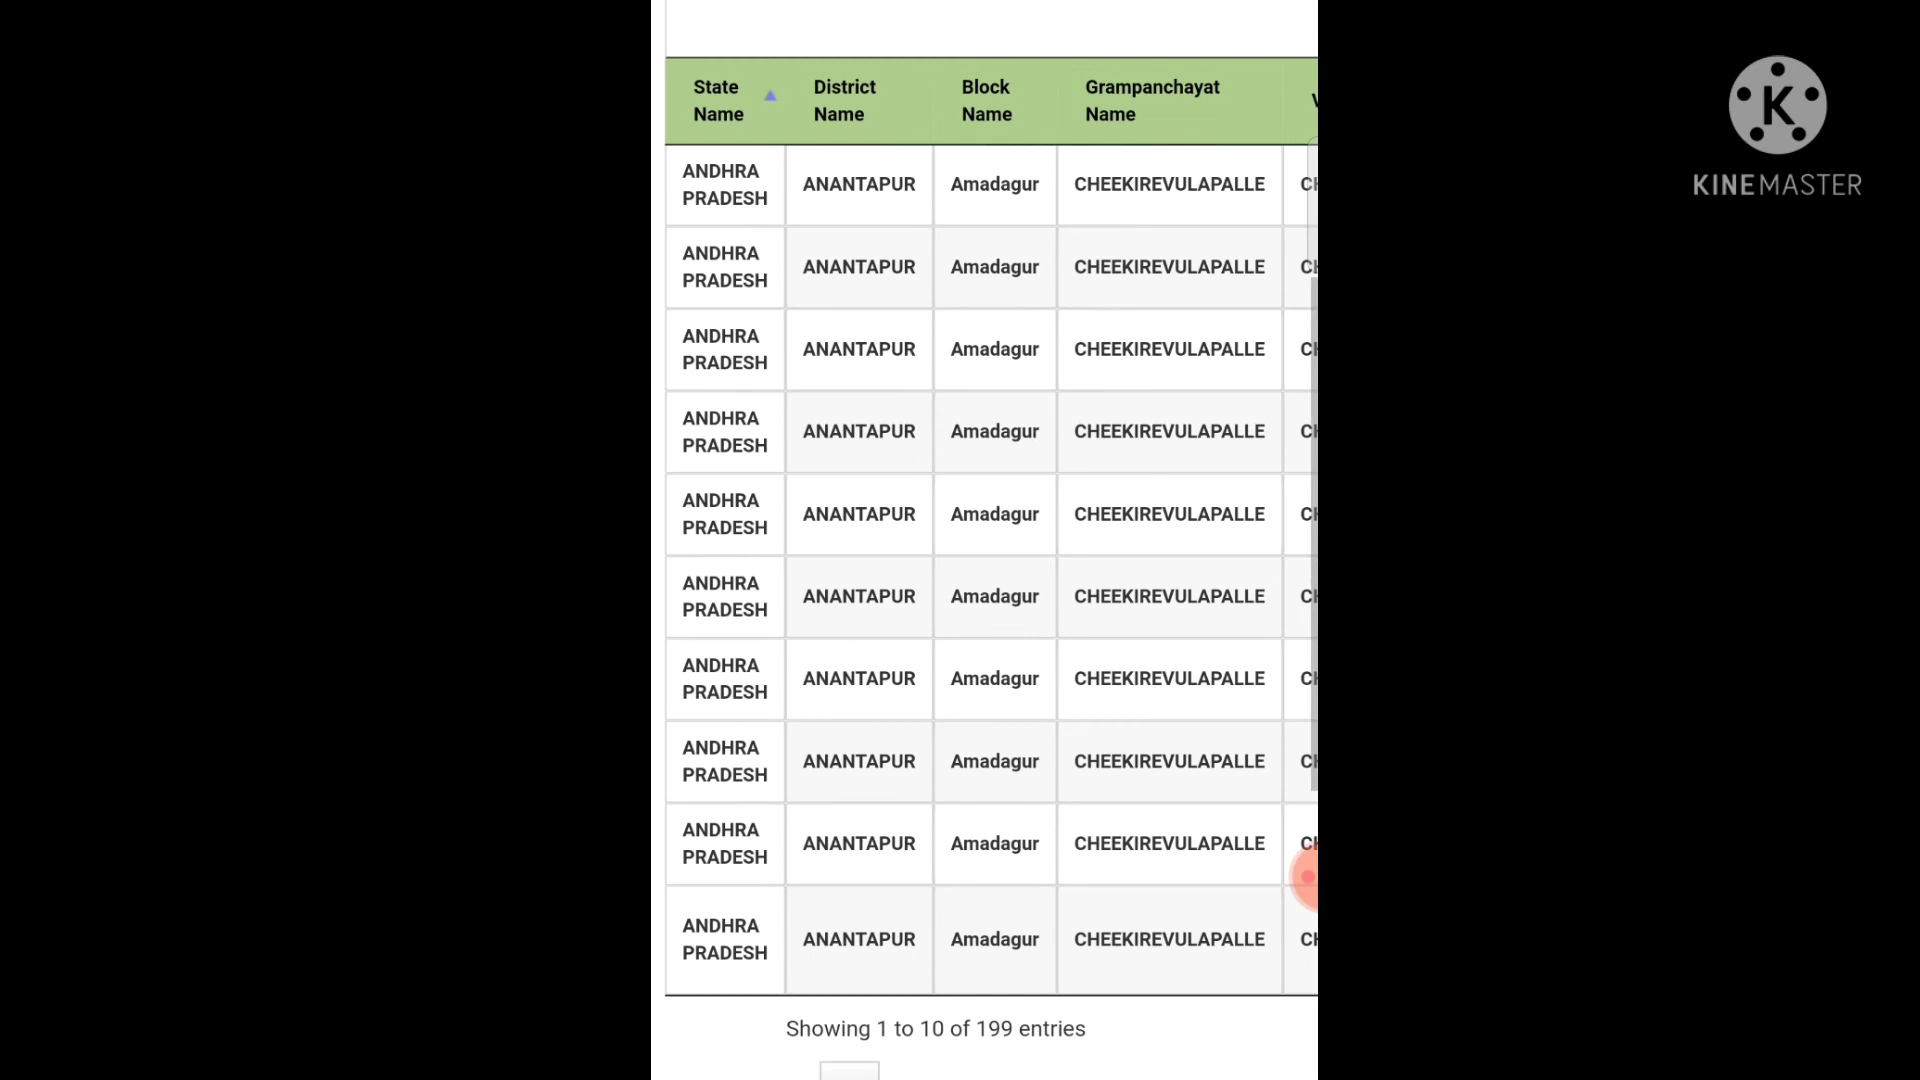 State Name District Name Block Name Grampanchayat Name
ANDHRA PRADESH ANANTAPUR Amadagur CHEEKIREVULAPALLE
ANDHRA PRADESH ANANTAPUR Amadagur CHEEKIREVULAPALLE
ANDHRA PRADESH ANANTAPUR Amadagur CHEEKIREVULAPALLE
ANDHRA PRADESH ANANTAPUR Amadagur CHEEKIREVULAPALLE
ANDHRA PRADESH ANANTAPUR Amadagur CHEEKIREVULAPALLE
ANDHRA PRADESH ANANTAPUR Amadagur CHEEKIREVULAPALLE
ANDHRA PRADESH ANANTAPUR Amadagur CHEEKIREVULAPALLE
ANDHRA PRADESH ANANTAPUR Amadagur CHEEKIREVULAPALLE
ANDHRA PRADESH ANANTAPUR Amadagur CHEEKIREVULAPALLE
ANDHRA PRADESH ANANTAPUR Amadagur CHEEKIREVULAPALLE
Showing 1 to 10 of 199 entries
K
KINEMASTER